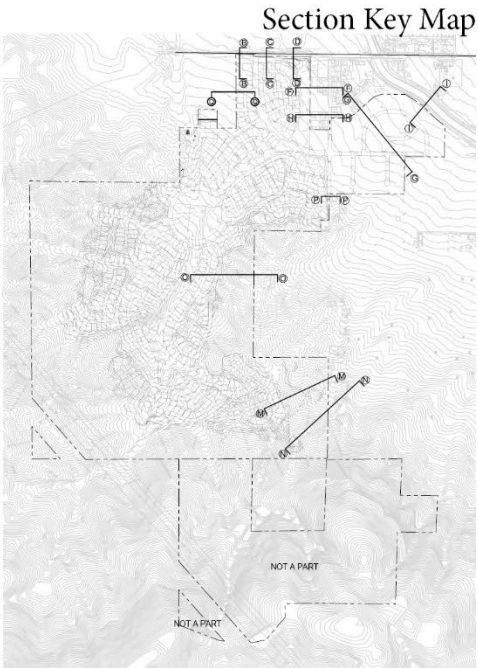 Section Key Map
B C D
B C D
F F
G
I
H H
I
G
P P
O O
M N
M
NOT A PART
NOT A PART